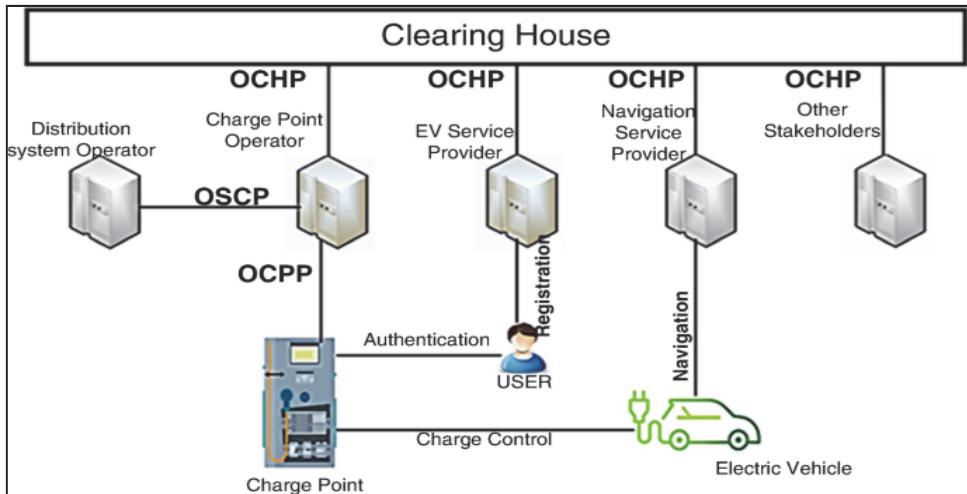 Clearing House
OCHP
OCHP
OCHP
OCHP
Distribution
system Operator
Charge Point
Operator
EV Service
Provider
Navigation
Service
Provider
Other
Stakeholders
OSCP
OCPP
Registration
Navigation
Authentication
USER
Charge Control
Charge Point
Electric Vehicle